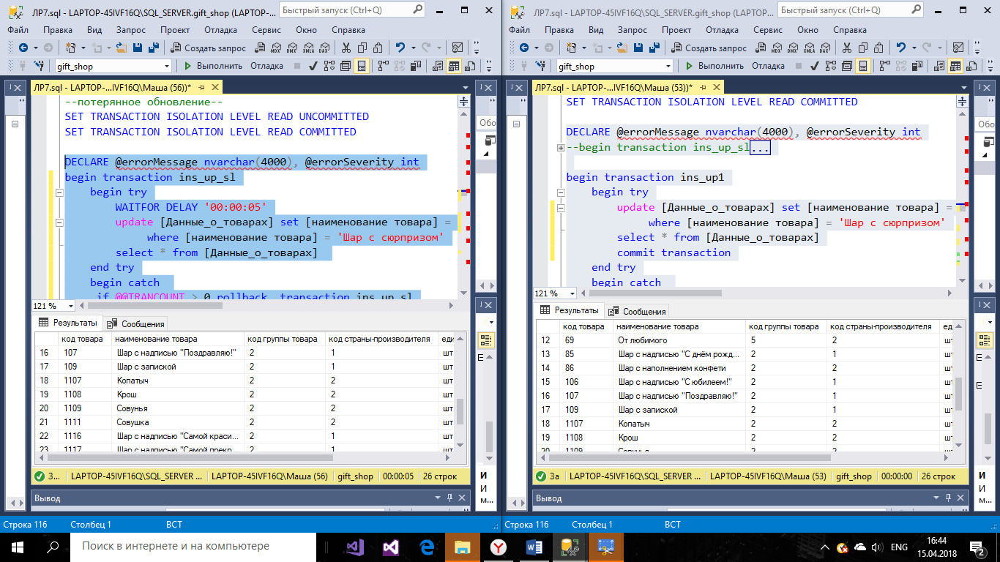 ЛР7.sql - LAPTOP-45IVF16Q\SQL_SERVER.gift_shop (LAPTOP-...
Быстрый запуск (Ctrl+Q)
Файл Правка Вид Запрос Проект Отладка Сервис Окно Справка
Создать запрос MDX DMX XMLA DAX
gift_shop Выполнить Отладка
ЛР7.sql - LAPTOP-...IVF16Q\Маша (56))*
--потерянное обновление--
SET TRANSACTION ISOLATION LEVEL READ UNCOMMITTED
SET TRANSACTION ISOLATION LEVEL READ COMMITTED
DECLARE @errorMessage nvarchar(4000), @errorSeverity int
begin transaction ins_up_sl
begin try
WAITFOR DELAY '00:00:05'
update [Данные_о_товарах] set [наименование товара] =
where [наименование товара] = 'Шар с сюрпризом'
select * from [Данные_о_товарах]
end try
begin catch
if @@TRANCOUNT > 0 rollback transaction ins_up_sl
121 %
Результаты Сообщения
код товара наименование товара код группы товара код страны-производителя еди
16 107 Шар с надписью "Поздравляю!" 2 1 шт
17 109 Шар с запиской 2 1 шт
18 1107 Копатыч 2 2 шт
19 1108 Крош 2 2 шт
20 1109 Совунья 2 2 шт
21 1111 Совушка 2 2 шт
22 1116 Шар с надписью "Самой краси... 2 1 шт
23 1117 Шар с надписью "Самой прекр... 2 1 шт
З... LAPTOP-45IVF16Q\SQL_SERVER ... LAPTOP-45IVF16Q\Маша (56) gift_shop 00:00:05 26 строк
Вывод
Строка 116 Столбец 1 ВСТ
Обо
И
И
м...
ЛР7.sql - LAPTOP-45IVF16Q\SQL_SERVER.gift_shop (LAPTOP-...
Быстрый запуск (Ctrl+Q)
Файл Правка Вид Запрос Проект Отладка Сервис Окно Справка
Создать запрос MDX DMX XMLA DAX
gift_shop Выполнить Отладка
ЛР7.sql - LAPTOP-...IVF16Q\Маша (53))*
SET TRANSACTION ISOLATION LEVEL READ COMMITTED
DECLARE @errorMessage nvarchar(4000), @errorSeverity int
--begin transaction ins_up_sl...
begin transaction ins_up1
begin try
update [Данные_о_товарах] set [наименование товара] =
where [наименование товара] = 'Шар с сюрпризом'
select * from [Данные_о_товарах]
commit transaction
end try
begin catch
121 %
Результаты Сообщения
код товара наименование товара код группы товара код страны-производителя ед
12 69 От любимого 5 2 шт
13 85 Шар с надписью "С днём рожд... 2 1 шт
14 86 Шар с наполнением конфети 2 2 шт
15 106 Шар с надписью "С юбилеем!" 2 1 шт
16 107 Шар с надписью "Поздравляю!" 2 1 шт
17 109 Шар с запиской 2 1 шт
18 1107 Копатыч 2 2 шт
19 1108 Крош 2 2 шт
20 1109 Совунья 2 2 шт
За LAPTOP-45IVF16Q\SQL_SERVER ... LAPTOP-45IVF16Q\Маша (53) gift_shop 00:00:00 26 строк
Вывод
Строка 116 Столбец 1 ВСТ
Обо
И
И
м...
Поиск в интернете и на компьютере
ENG 16:44
15.04.2018
2